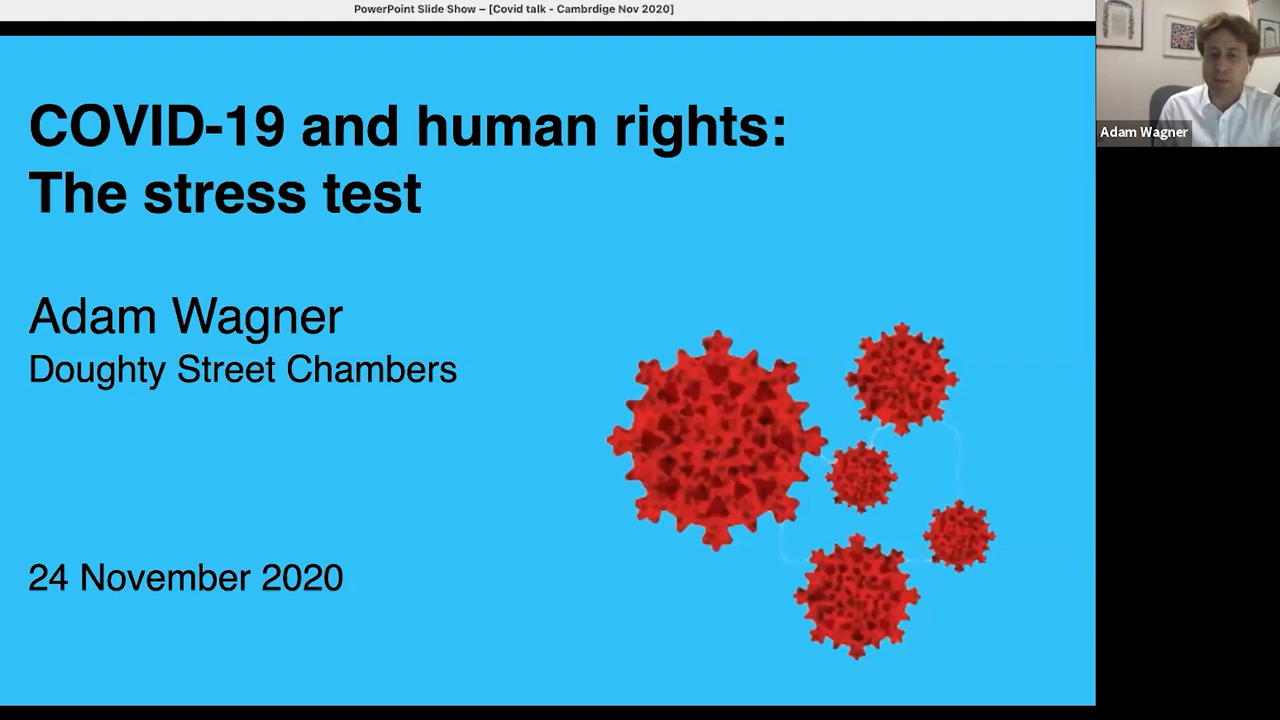 PowerPoint Slide Show – [Covid talk - Cambrdige Nov 2020]
COVID-19 and human rights:
The stress test
Adam Wagner
Doughty Street Chambers
24 November 2020
Adam Wagner